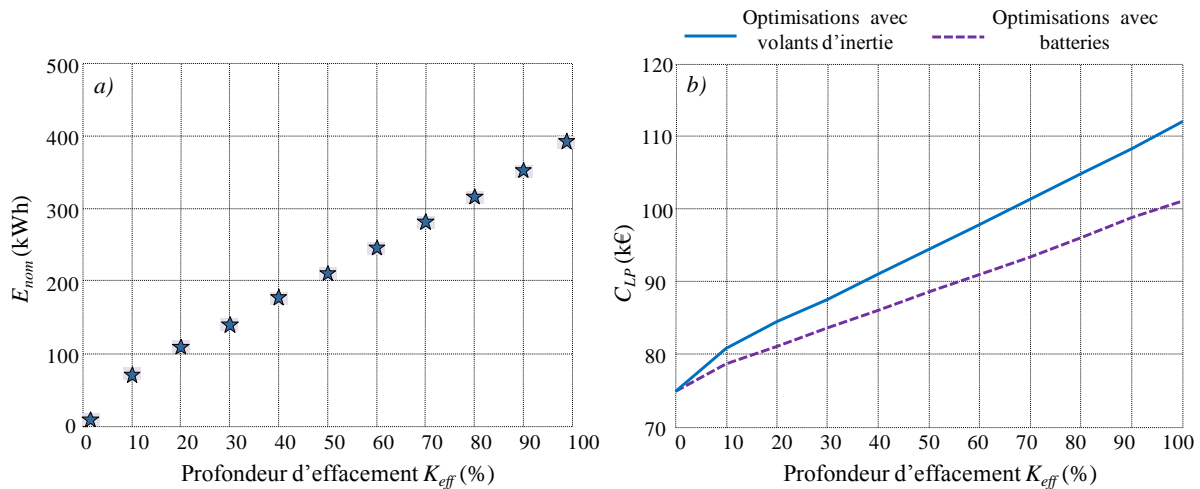 Optimisations avec
volants d'inertie
Optimisations avec
batteries
a)
500
400
300
200
100
0
E_nom (kWh)
0 10 20 30 40 50 60 70 80 90 100
Profondeur d'effacement K_eff (%)
b)
120
110
100
90
80
70
C_LP (k€)
0 10 20 30 40 50 60 70 80 90 100
Profondeur d'effacement K_eff (%)